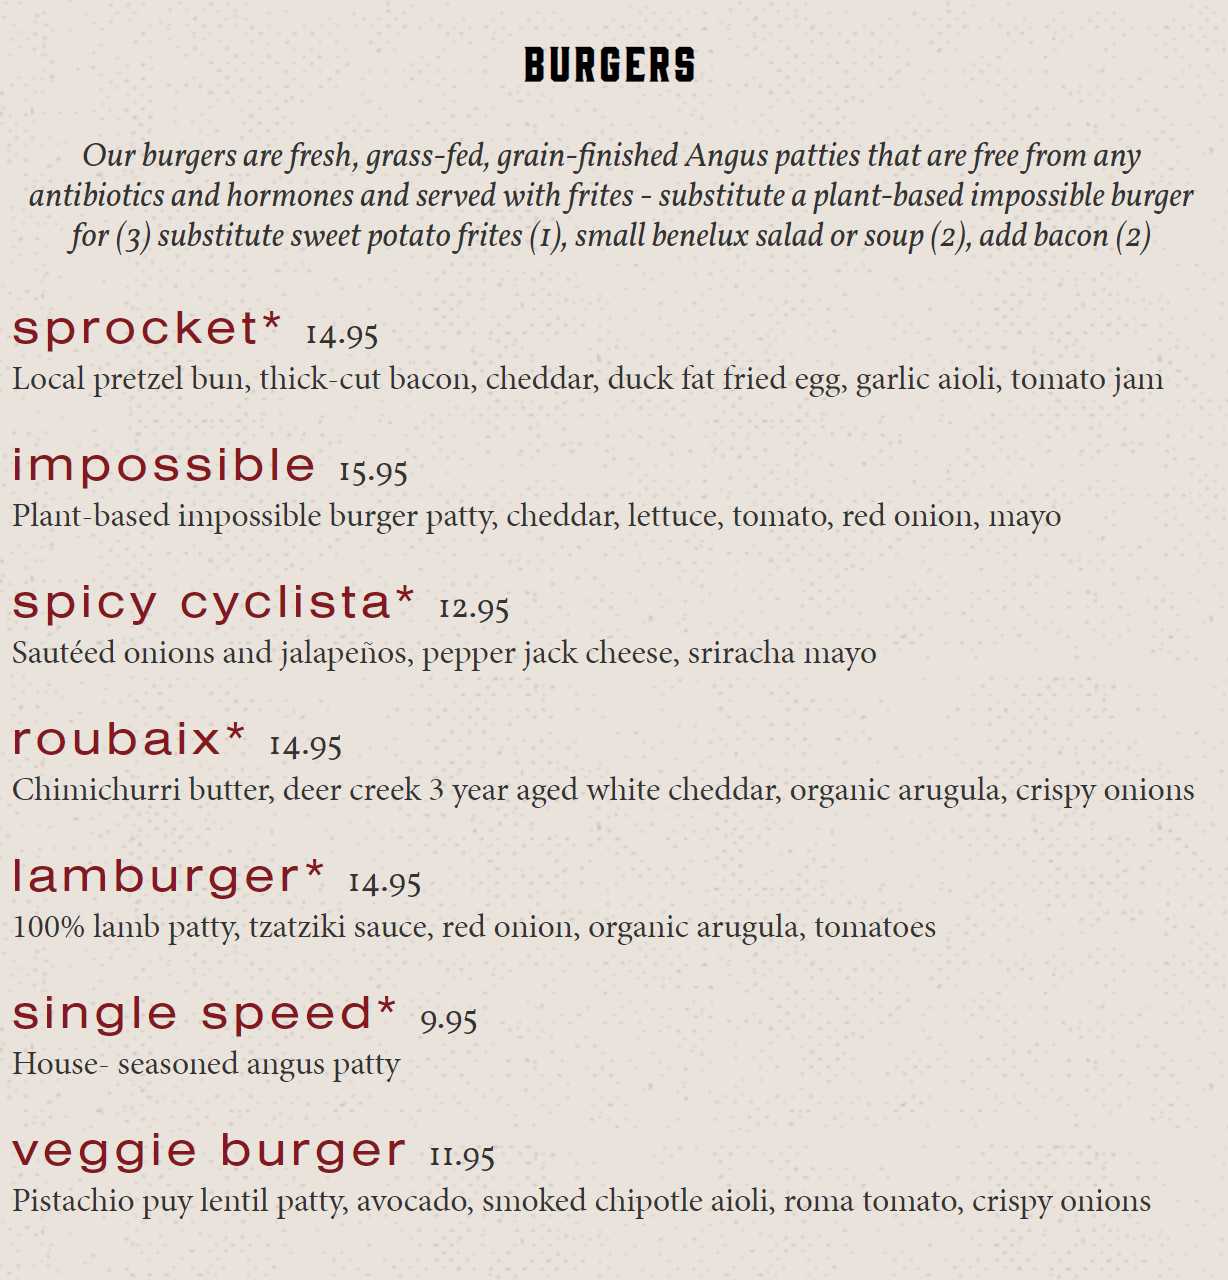 BURGERS
Our burgers are fresh, grass-fed, grain-finished Angus patties that are free from any
antibiotics and hormones and served with frites - substitute a plant-based impossible burger
for (3) substitute sweet potato frites (1), small benelux salad or soup (2), add bacon (2)
sprocket* 14.95
Local pretzel bun, thick-cut bacon, cheddar, duck fat fried egg, garlic aioli, tomato jam
impossible 15.95
Plant-based impossible burger patty, cheddar, lettuce, tomato, red onion, mayo
spicy cyclista* 12.95
Sautéed onions and jalapeños, pepper jack cheese, sriracha mayo
roubaix* 14.95
Chimichurri butter, deer creek 3 year aged white cheddar, organic arugula, crispy onions
lamburger* 14.95
100% lamb patty, tzatziki sauce, red onion, organic arugula, tomatoes
single speed* 9.95
House- seasoned angus patty
veggie burger 11.95
Pistachio puy lentil patty, avocado, smoked chipotle aioli, roma tomato, crispy onions